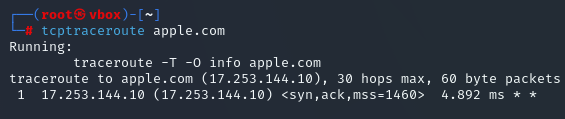 ┌──(root㉿vbox)-[~]
└─# tcptraceroute apple.com
Running:
        traceroute -T -O info apple.com
traceroute to apple.com (17.253.144.10), 30 hops max, 60 byte packets
 1  17.253.144.10 (17.253.144.10) <syn,ack,mss=1460>  4.892 ms * *